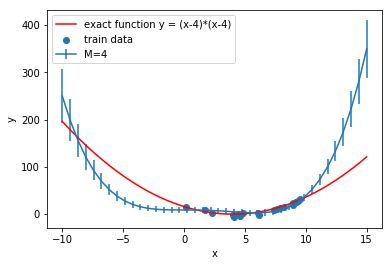 exact function y = (x-4)*(x-4)
train data
M=4
y
400
300
200
100
0
-10
-5
0
5
10
15
x